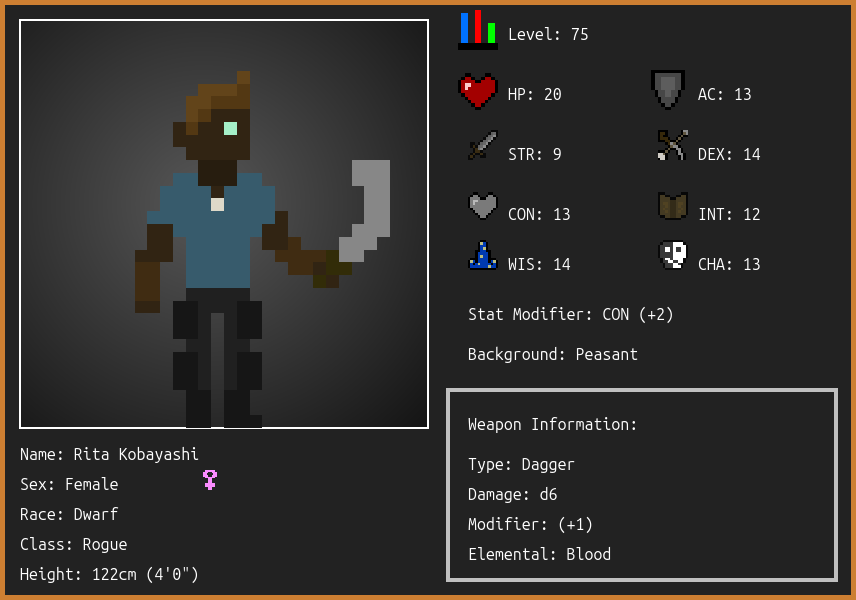 Level: 75
HP: 20
AC: 13
STR: 9
DEX: 14
CON: 13
INT: 12
WIS: 14
CHA: 13
Stat Modifier: CON (+2)
Background: Peasant
Weapon Information:
Type: Dagger
Damage: d6
Modifier: (+1)
Elemental: Blood
Name: Rita Kobayashi
Sex: Female
Race: Dwarf
Class: Rogue
Height: 122cm (4'0")